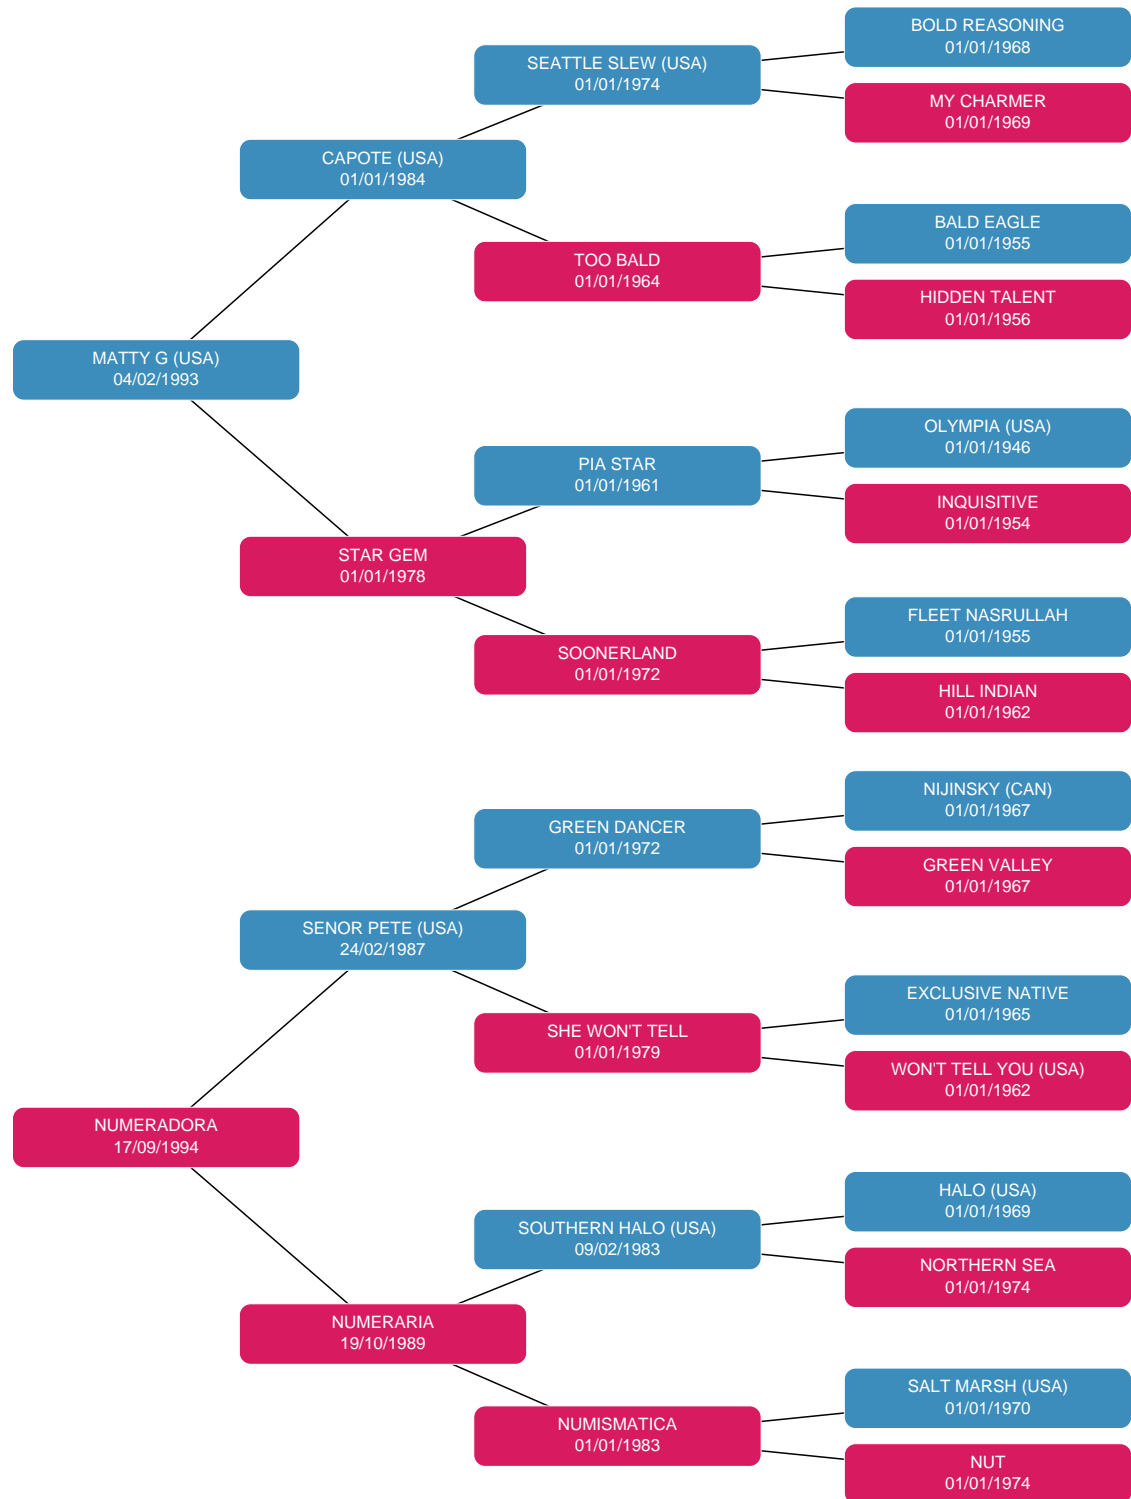 BOLD REASONING
01/01/1968
SEATTLE SLEW (USA)
01/01/1974
MY CHARMER
01/01/1969
CAPOTE (USA)
01/01/1984
BALD EAGLE
01/01/1955
TOO BALD
01/01/1964
HIDDEN TALENT
01/01/1956
MATTY G (USA)
04/02/1993
OLYMPIA (USA)
01/01/1946
PIA STAR
01/01/1961
INQUISITIVE
01/01/1954
STAR GEM
01/01/1978
FLEET NASRULLAH
01/01/1955
SOONERLAND
01/01/1972
HILL INDIAN
01/01/1962
NIJINSKY (CAN)
01/01/1967
GREEN DANCER
01/01/1972
GREEN VALLEY
01/01/1967
SENOR PETE (USA)
24/02/1987
EXCLUSIVE NATIVE
01/01/1965
SHE WON'T TELL
01/01/1979
WON'T TELL YOU (USA)
01/01/1962
NUMERADORA
17/09/1994
HALO (USA)
01/01/1969
SOUTHERN HALO (USA)
09/02/1983
NORTHERN SEA
01/01/1974
NUMERARIA
19/10/1989
SALT MARSH (USA)
01/01/1970
NUMISMATICA
01/01/1983
NUT
01/01/1974